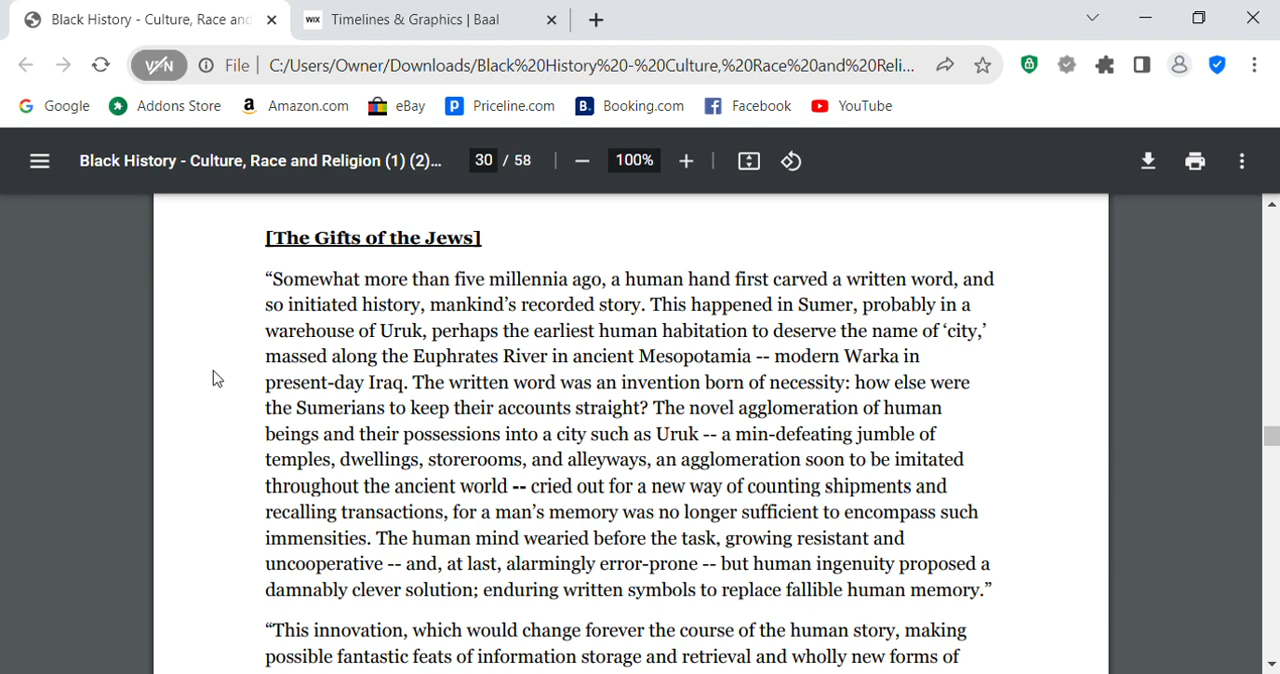 Black History - Culture, Race and
WIX Timelines & Graphics | Baal
VPN File C:/Users/Owner/Downloads/Black%20History%20-%20Culture,%20Race%20and%20Reli...
Google Addons Store Amazon.com eBay Priceline.com Booking.com Facebook YouTube
Black History - Culture, Race and Religion (1) (2)... 30 / 58 100%
[The Gifts of the Jews]
“Somewhat more than five millennia ago, a human hand first carved a written word, and
so initiated history, mankind’s recorded story. This happened in Sumer, probably in a
warehouse of Uruk, perhaps the earliest human habitation to deserve the name of ‘city,’
massed along the Euphrates River in ancient Mesopotamia -- modern Warka in
present-day Iraq. The written word was an invention born of necessity: how else were
the Sumerians to keep their accounts straight? The novel agglomeration of human
beings and their possessions into a city such as Uruk -- a min-defeating jumble of
temples, dwellings, storerooms, and alleyways, an agglomeration soon to be imitated
throughout the ancient world -- cried out for a new way of counting shipments and
recalling transactions, for a man’s memory was no longer sufficient to encompass such
immensities. The human mind wearied before the task, growing resistant and
uncooperative -- and, at last, alarmingly error-prone -- but human ingenuity proposed a
damnably clever solution; enduring written symbols to replace fallible human memory.”
“This innovation, which would change forever the course of the human story, making
possible fantastic feats of information storage and retrieval and wholly new forms of